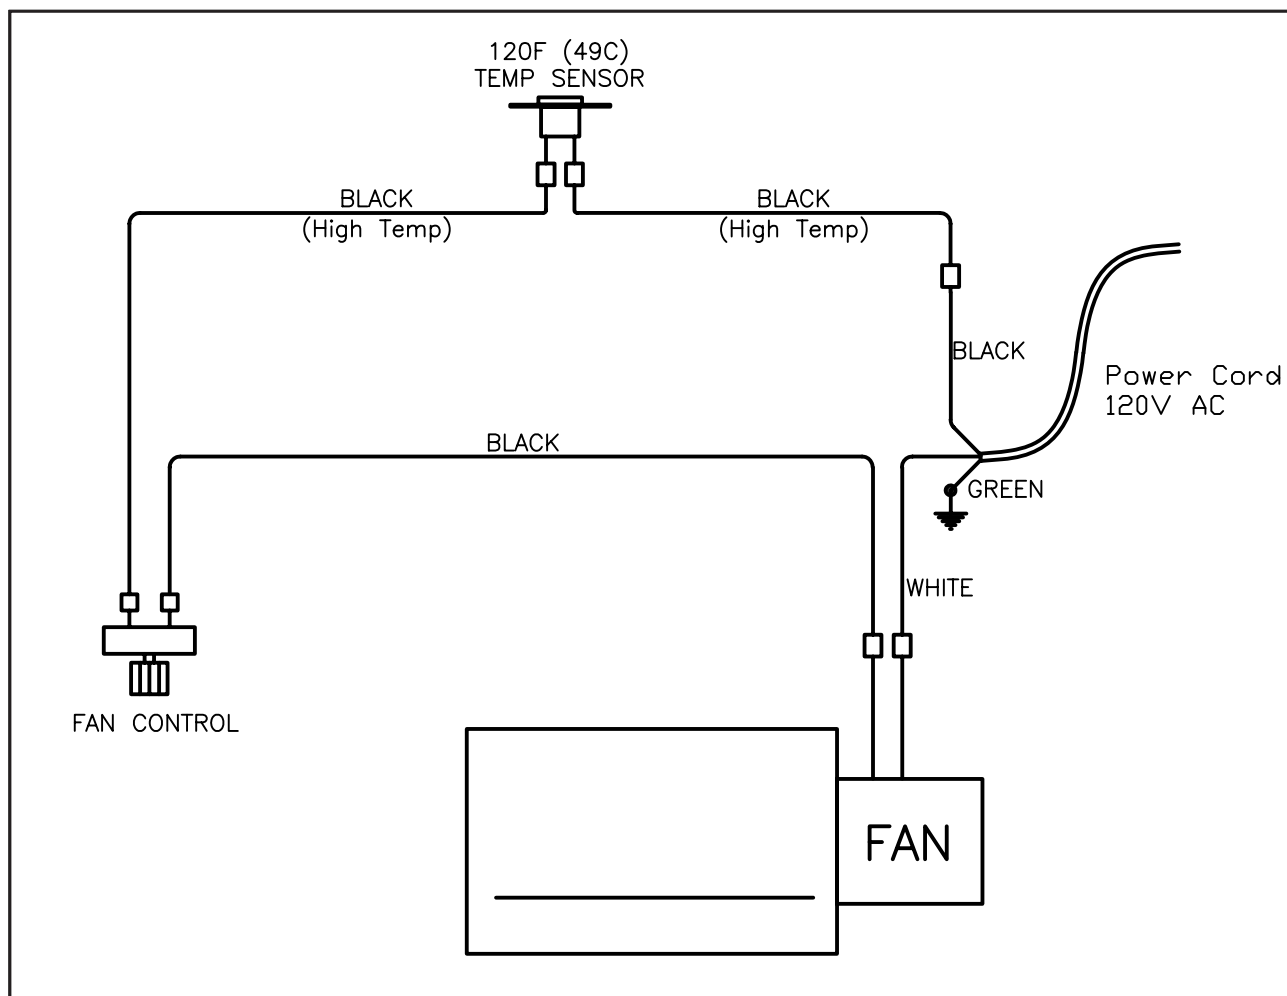 120F (49C)
TEMP SENSOR
BLACK
(High Temp)
BLACK
(High Temp)
BLACK
Power Cord
120V AC
BLACK
GREEN
WHITE
FAN CONTROL
FAN